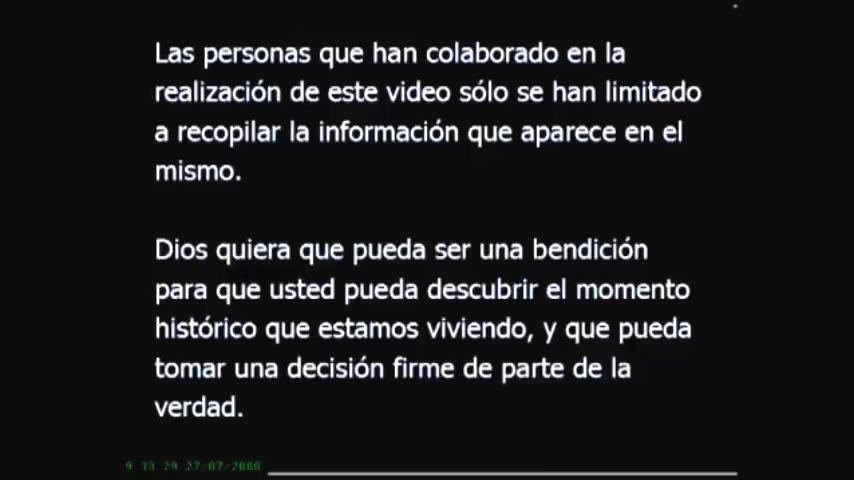 Las personas que han colaborado en la
realización de este video sólo se han limitado
a recopilar la información que aparece en el
mismo.
Dios quiera que pueda ser una bendición
para que usted pueda descubrir el momento
histórico que estamos viviendo, y que pueda
tomar una decisión firme de parte de la
verdad.